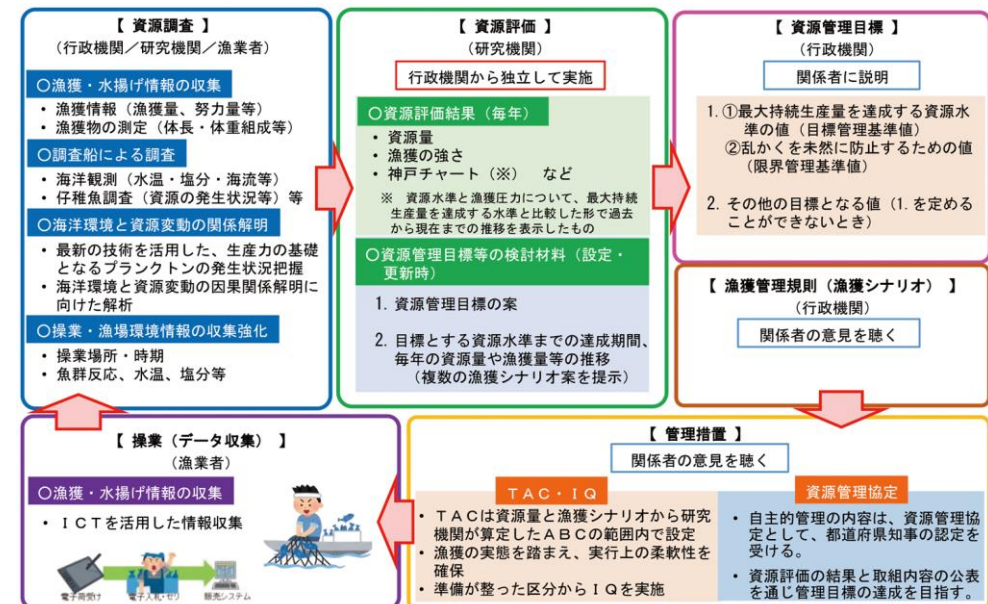 【 資源調査 】
（行政機関／研究機関／漁業者）
〇漁獲・水揚げ情報の収集
・ 漁獲情報（漁獲量、努力量等）
・ 漁獲物の測定（体長・体重組成等）
〇調査船による調査
・ 海洋観測（水温・塩分・海流等）
・ 仔稚魚調査（資源の発生状況等）等
〇海洋環境と資源変動の関係解明
・ 最新の技術を活用した、生産力の基礎
となるプランクトンの発生状況把握
・ 海洋環境と資源変動の因果関係解明に
向けた解析
〇操業・漁場環境情報の収集強化
・ 操業場所・時期
・ 魚群反応、水温、塩分等
【 資源評価 】
（研究機関）
行政機関から独立して実施
〇資源評価結果（毎年）
・ 資源量
・ 漁獲の強さ
・ 神戸チャート（※） など
※ 資源水準と漁獲圧力について、最大持続
生産量を達成する水準と比較した形で過去
から現在までの推移を表示したもの
〇資源管理目標等の検討材料（設定・
更新時）
1. 資源管理目標の案
2. 目標とする資源水準までの達成期間、
毎年の資源量や漁獲量等の推移
（複数の漁獲シナリオ案を提示）
【 資源管理目標 】
（行政機関）
関係者に説明
1. ①最大持続生産量を達成する資源水
準の値（目標管理基準値）
②乱かくを未然に防止するための値
（限界管理基準値）
2. その他の目標となる値（1. を定める
ことができないとき）
【 漁獲管理規則（漁獲シナリオ） 】
（行政機関）
関係者の意見を聴く
【 管理措置 】
関係者の意見を聴く
ＴＡＣ・ＩＱ
・ ＴＡＣは資源量と漁獲シナリオから研究
機関が算定したＡＢＣの範囲内で設定
・ 漁獲の実態を踏まえ、実行上の柔軟性を
確保
・ 準備が整った区分からＩＱを実施
資源管理協定
・ 自主的管理の内容は、資源管理協
定として、都道府県知事の認定を
受ける。
・ 資源評価の結果と取組内容の公表
を通じ管理目標の達成を目指す。
【 操業（データ収集） 】
（漁業者）
〇漁獲・水揚げ情報の収集
・ ＩＣＴを活用した情報収集
電子荷受け
電子入札・セリ
販売システム